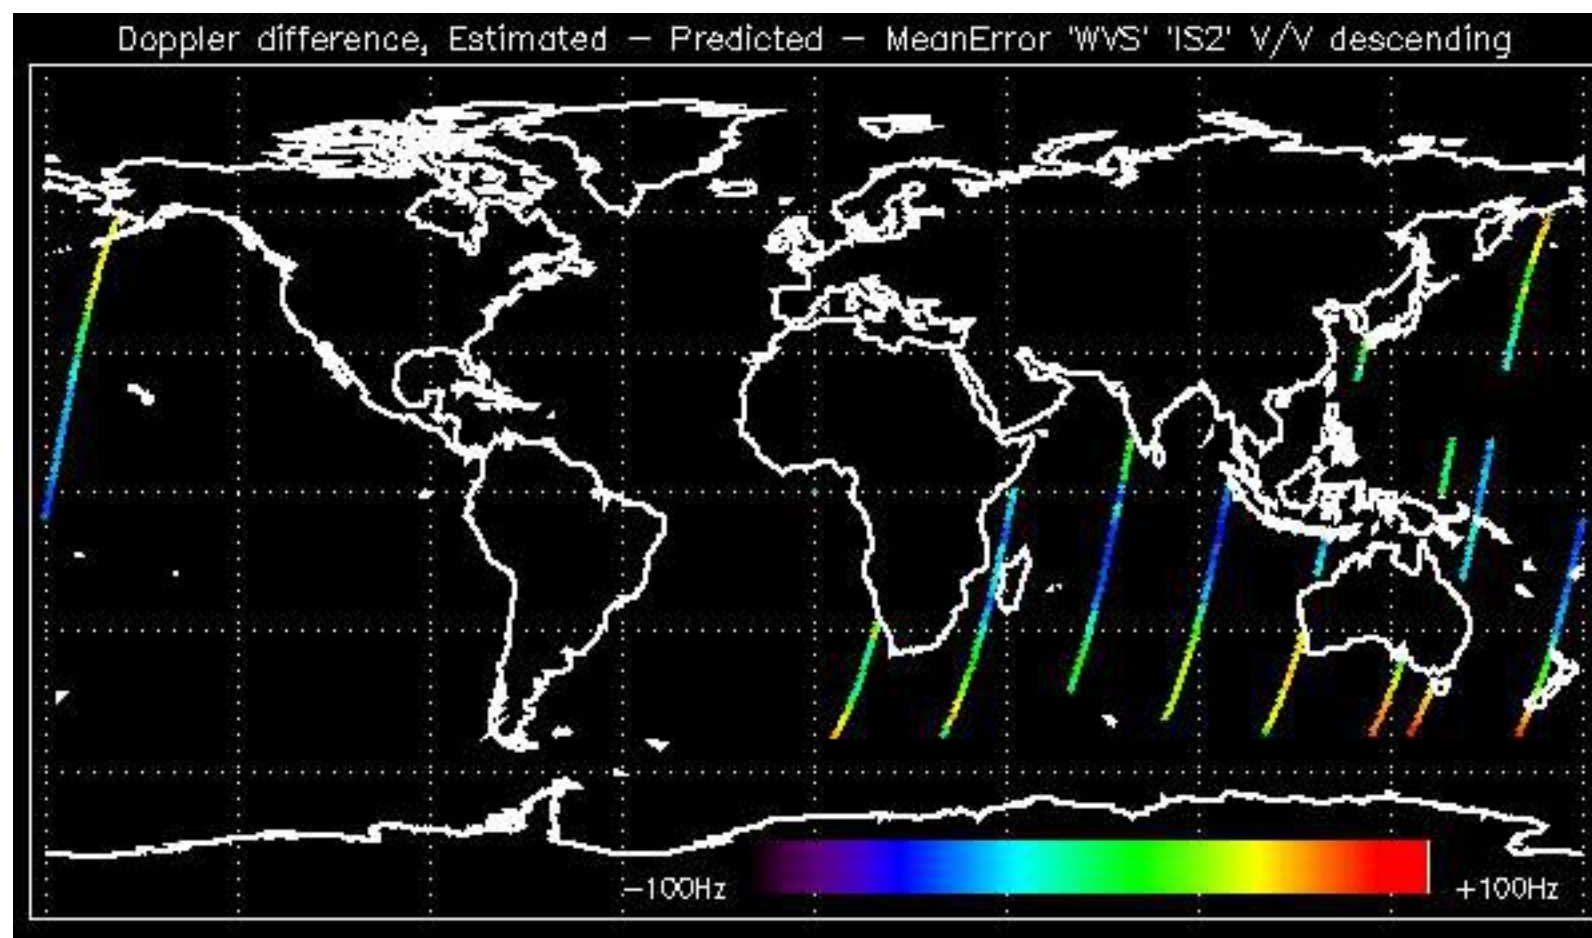 Doppler difference, Estimated – Predicted – MeanError 'WVS' 'IS2' V/V descending
–100Hz
+100Hz